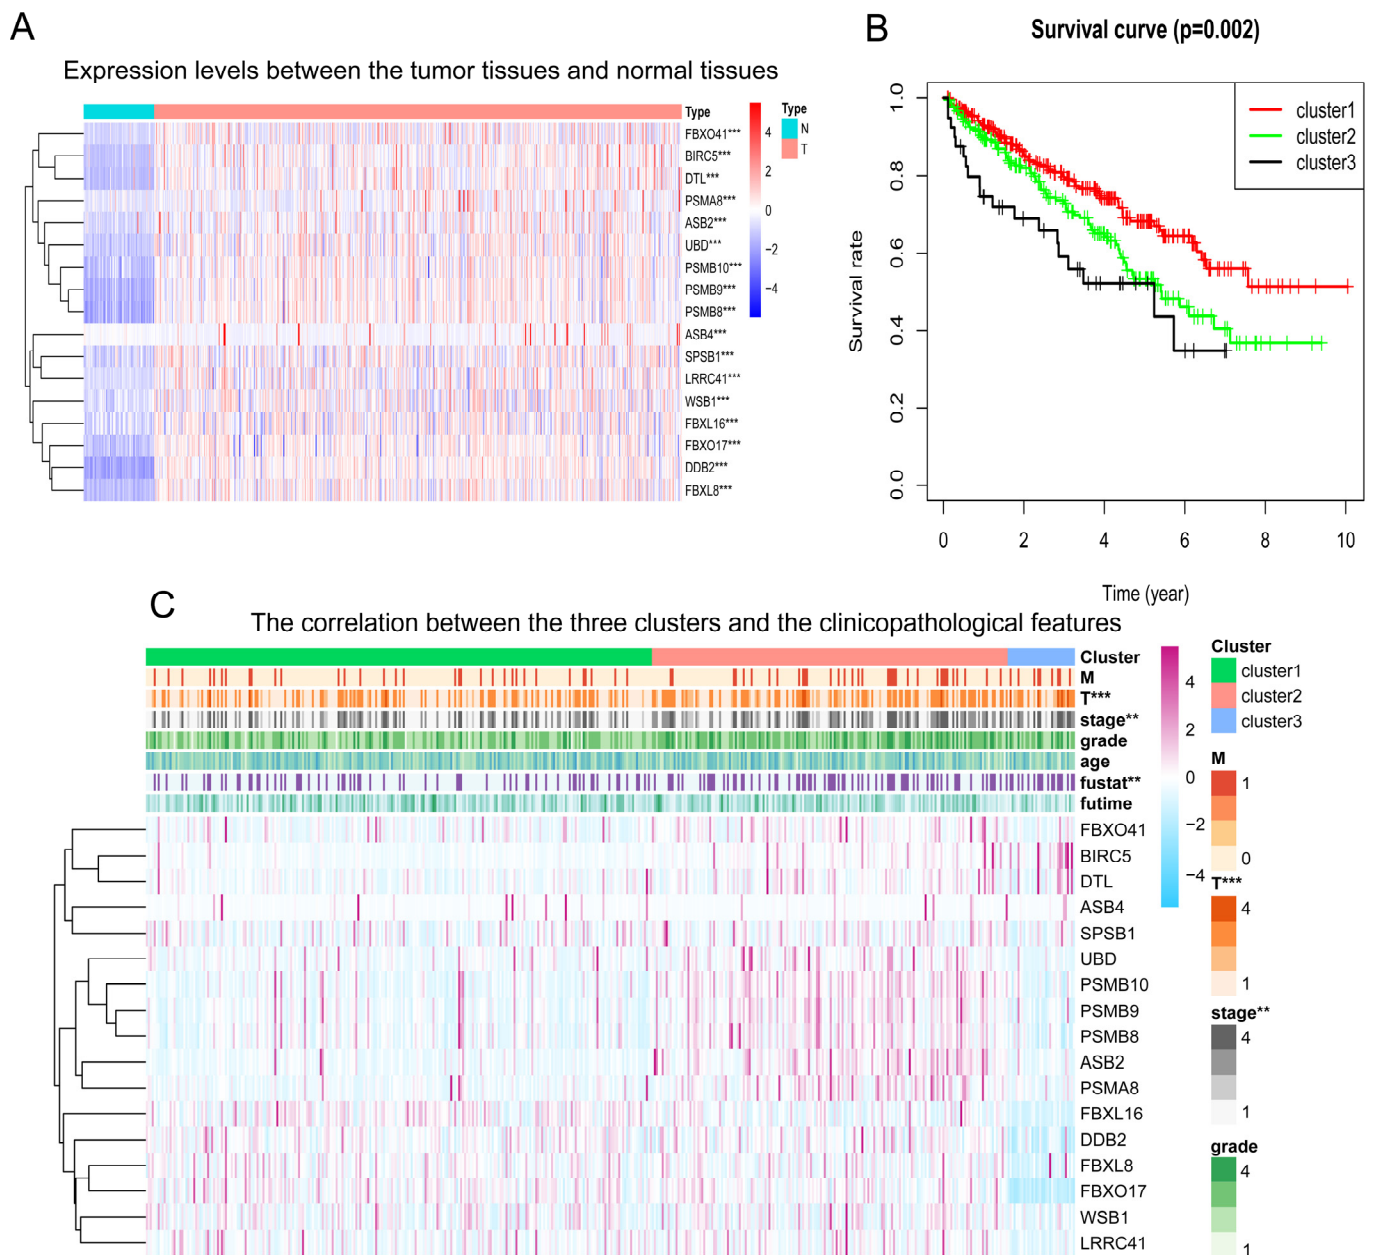 A
Expression levels between the tumor tissues and normal tissues
Type
FBXO41***
BIRC5***
DTL***
PSMA8***
ASB2***
UBD***
PSMB10***
PSMB9***
PSMB8***
ASB4***
SPSB1***
LRRC41***
WSB1***
FBXL16***
FBXO17***
DDB2***
FBXL8***
4
2
0
−2
−4
Type
N
T
B
Survival curve (p=0.002)
Survival rate
1.0
0.8
0.6
0.4
0.2
0.0
cluster1
cluster2
cluster3
0 2 4 6 8 10
Time (year)
C
The correlation between the three clusters and the clinicopathological features
Cluster
M
T***
stage**
grade
age
fustat**
futime
FBXO41
BIRC5
DTL
ASB4
SPSB1
UBD
PSMB10
PSMB9
PSMB8
ASB2
PSMA8
FBXL16
DDB2
FBXL8
FBXO17
WSB1
LRRC41
4
2
0
−2
−4
Cluster
cluster1
cluster2
cluster3
M
1
0
T***
4
1
stage**
4
1
grade
4
1